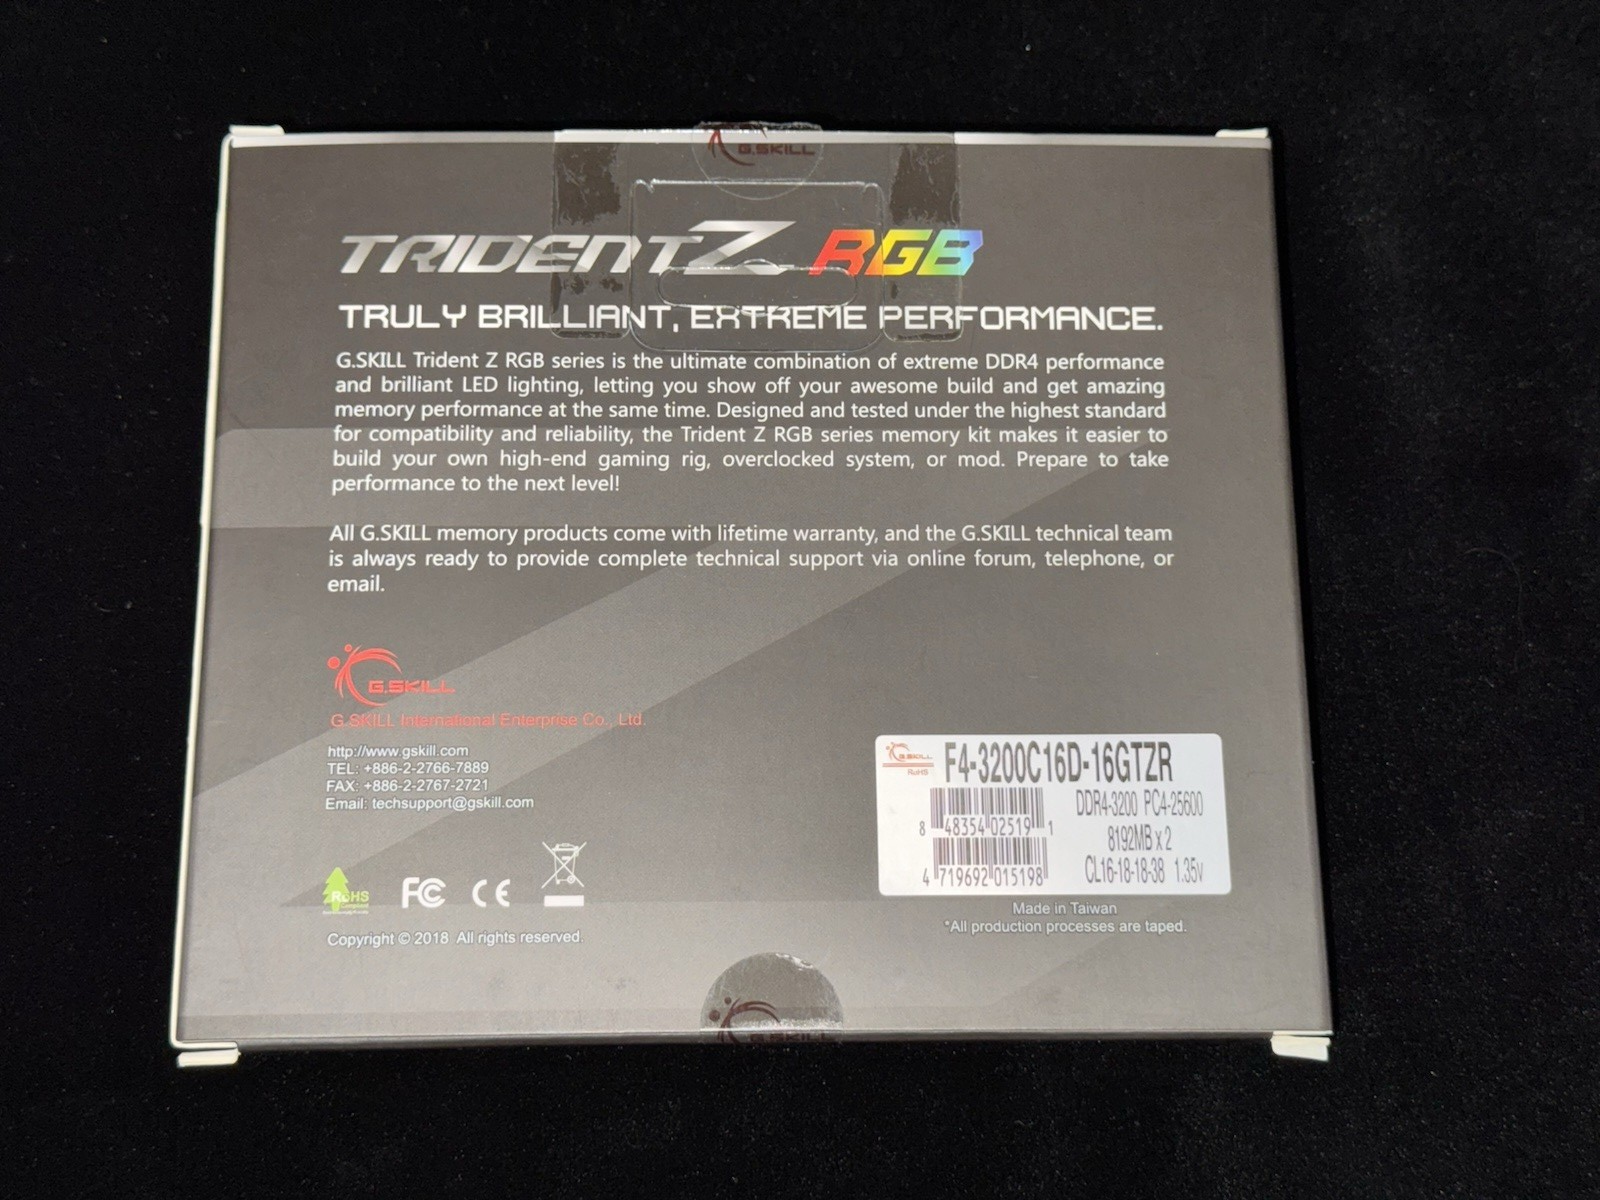 G.SKILL
TRIDENTZ RGB
TRULY BRILLIANT, EXTREME PERFORMANCE.
G.SKILL Trident Z RGB series is the ultimate combination of extreme DDR4 performance
and brilliant LED lighting, letting you show off your awesome build and get amazing
memory performance at the same time. Designed and tested under the highest standard
for compatibility and reliability, the Trident Z RGB series memory kit makes it easier to
build your own high-end gaming rig, overclocked system, or mod. Prepare to take
performance to the next level!
All G.SKILL memory products come with lifetime warranty, and the G.SKILL technical team
is always ready to provide complete technical support via online forum, telephone, or
email.
G.SKILL
G.SKILL International Enterprise Co., Ltd.
http://www.gskill.com
TEL: +886-2-2766-7889
FAX: +886-2-2767-2721
Email: techsupport@gskill.com
RoHS
FC CE
Copyright © 2018 All rights reserved.
G.SKILL
RoHS
F4-3200C16D-16GTZR
DDR4-3200 PC4-25600
8 48354 02519 1
8192MB x 2
4 719692 015198
CL16-18-18-38 1.35v
Made in Taiwan
*All production processes are taped.
G.SKILL